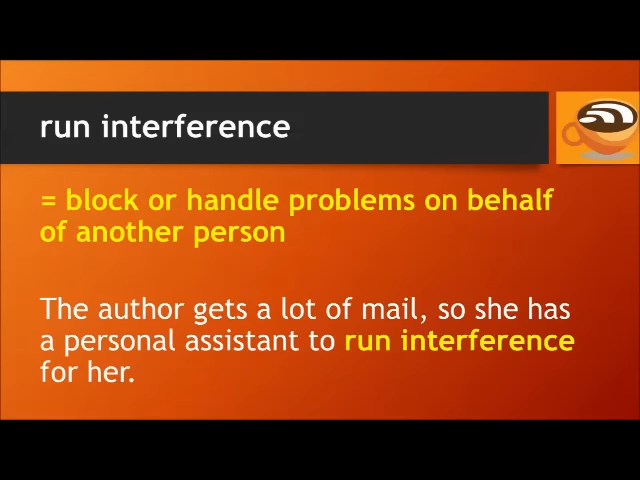 run interference
= block or handle problems on behalf
of another person
The author gets a lot of mail, so she has
a personal assistant to run interference
for her.